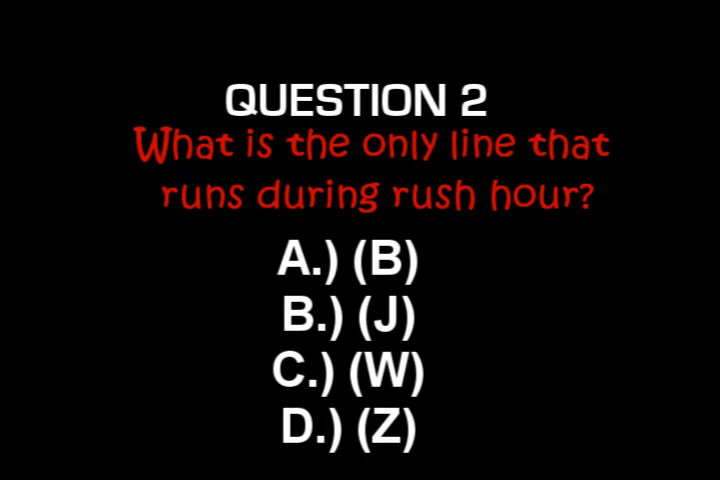 QUESTION 2
What is the only line that
runs during rush hour?
A.) (B)
B.) (J)
C.) (W)
D.) (Z)